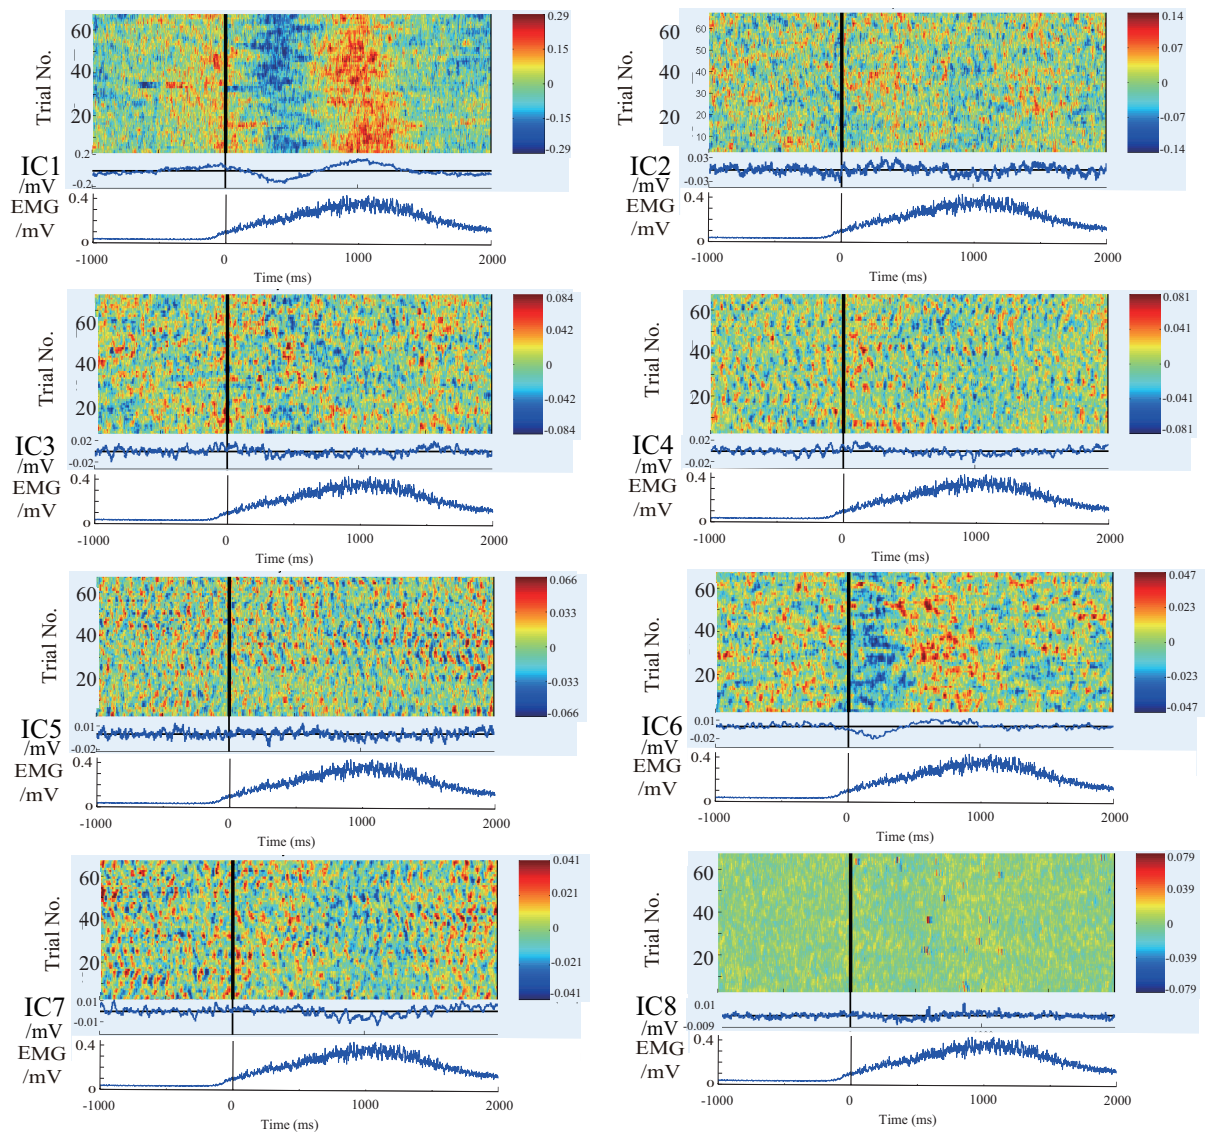 Trial No.
60
40
20
0.29
0.15
0
-0.15
-0.29
IC1
/mV
0.2
-0.2
EMG
/mV
0.4
0
-1000 0 1000 2000
Time (ms)
Trial No.
60
40
20
60
50
40
30
20
10
0.14
0.07
0
-0.07
-0.14
IC2
/mV
0.03
-0.03
EMG
/mV
0.4
0
-1000 0 1000 2000
Time (ms)
Trial No.
60
40
20
0.084
0.042
0
-0.042
-0.084
IC3
/mV
0.02
-0.02
EMG
/mV
0.4
0
-1000 0 1000 2000
Time (ms)
Trial No.
60
40
20
0.081
0.041
0
-0.041
-0.081
IC4
/mV
0.02
-0.02
EMG
/mV
0.4
0
-1000 0 1000 2000
Time (ms)
Trial No.
60
40
20
0.066
0.033
0
-0.033
-0.066
IC5
/mV
0.01
-0.02
EMG
/mV
0.4
0
-1000 0 1000 2000
Time (ms)
Trial No.
60
40
20
0.047
0.023
0
-0.023
-0.047
IC6
/mV
0.01
-0.02
EMG
/mV
0.4
0
-1000 0 1000 2000
Time (ms)
Trial No.
60
40
20
0.041
0.021
0
-0.021
-0.041
IC7
/mV
0.01
-0.01
EMG
/mV
0.4
0
-1000 0 1000 2000
Time (ms)
Trial No.
60
40
20
0.079
0.039
0
-0.039
-0.079
IC8
/mV
0.01
-0.009
EMG
/mV
0.4
0
-1000 0 1000 2000
Time (ms)